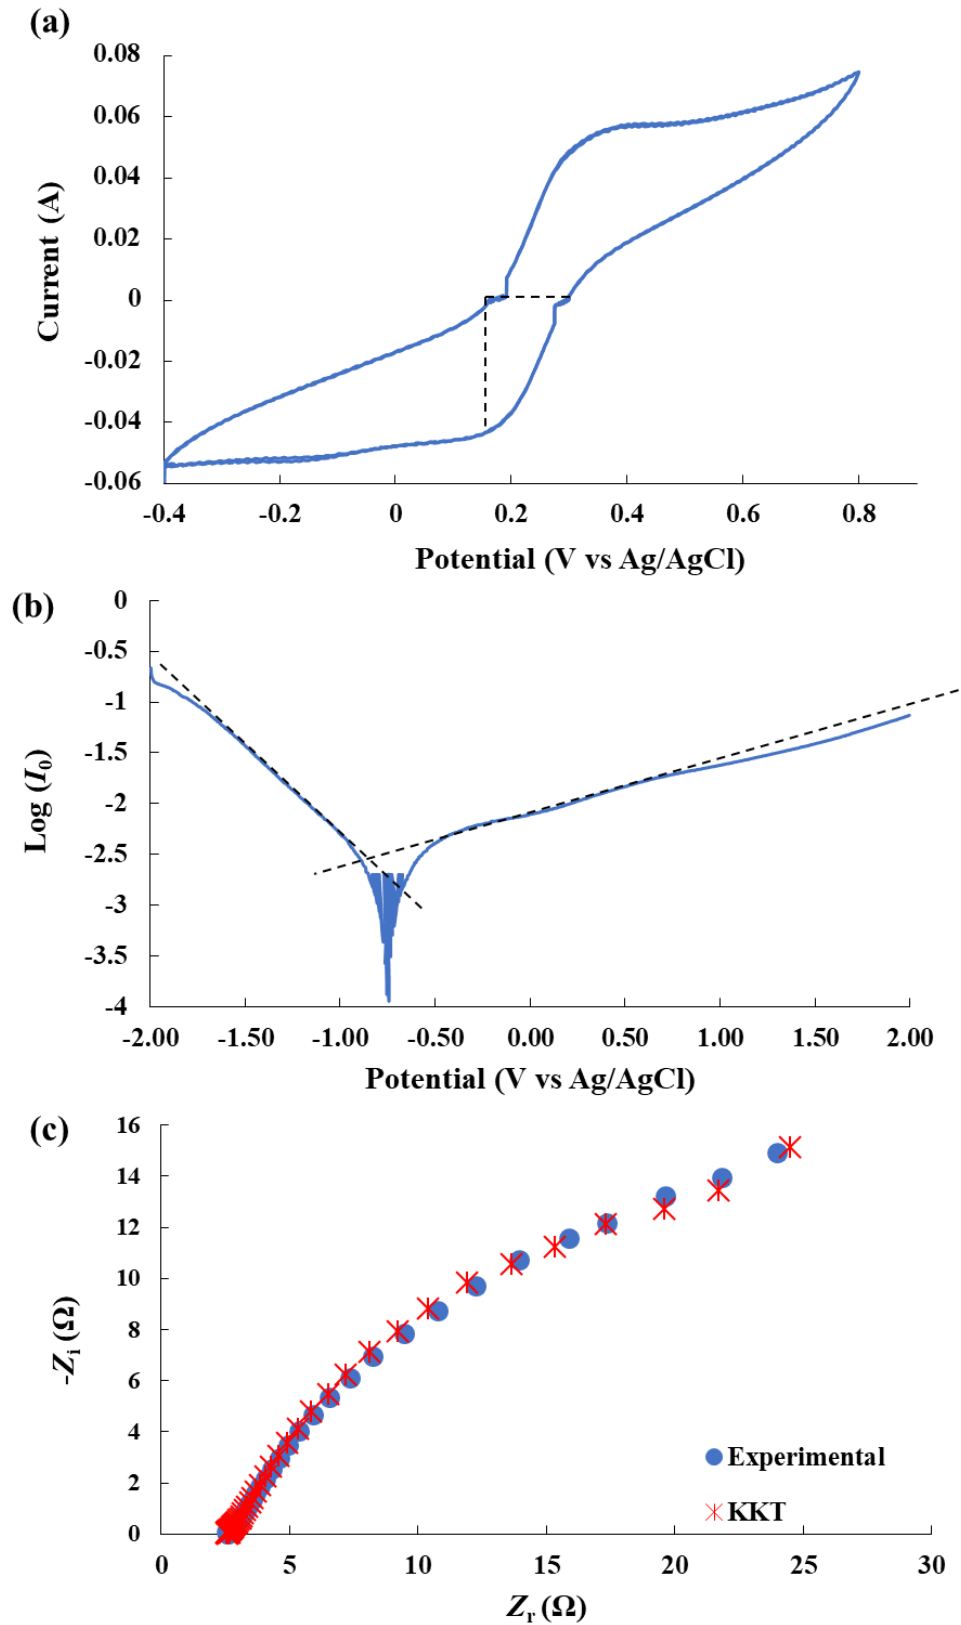 (a)
0.08
0.06
0.04
0.02
0
-0.02
-0.04
-0.06
Current (A)
-0.4 -0.2 0 0.2 0.4 0.6 0.8
Potential (V vs Ag/AgCl)
(b)
0
-0.5
-1
-1.5
-2
-2.5
-3
-3.5
-4
Log (I0)
-2.00 -1.50 -1.00 -0.50 0.00 0.50 1.00 1.50 2.00
Potential (V vs Ag/AgCl)
(c)
16
14
12
10
8
6
4
2
0
-Zi (Ω)
Experimental
KKT
0 5 10 15 20 25 30
Zr (Ω)